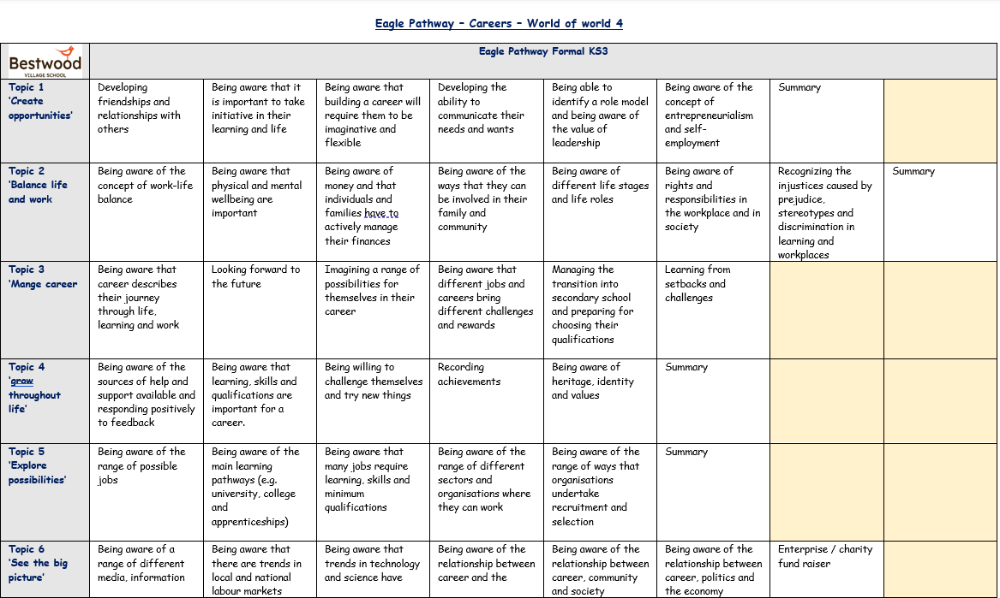 Eagle Pathway – Careers – World of world 4
Bestwood
VILLAGE SCHOOL
Eagle Pathway Formal KS3
Topic 1
‘Create
opportunities’
Developing
friendships and
relationships with
others
Being aware that it
is important to take
initiative in their
learning and life
Being aware that
building a career will
require them to be
imaginative and
flexible
Developing the
ability to
communicate their
needs and wants
Being able to
identify a role model
and being aware of
the value of
leadership
Being aware of the
concept of
entrepreneurialism
and self-
employment
Summary
Topic 2
‘Balance life
and work
Being aware of the
concept of work-life
balance
Being aware that
physical and mental
wellbeing are
important
Being aware of
money and that
individuals and
families have to
actively manage
their finances
Being aware of the
ways that they can
be involved in their
family and
community
Being aware of
different life stages
and life roles
Being aware of
rights and
responsibilities in
the workplace and in
society
Recognizing the
injustices caused by
prejudice,
stereotypes and
discrimination in
learning and
workplaces
Summary
Topic 3
‘Mange career
Being aware that
career describes
their journey
through life,
learning and work
Looking forward to
the future
Imagining a range of
possibilities for
themselves in their
career
Being aware that
different jobs and
careers bring
different challenges
and rewards
Managing the
transition into
secondary school
and preparing for
choosing their
qualifications
Learning from
setbacks and
challenges
Topic 4
‘grow
throughout
life’
Being aware of the
sources of help and
support available and
responding positively
to feedback
Being aware that
learning, skills and
qualifications are
important for a
career.
Being willing to
challenge themselves
and try new things
Recording
achievements
Being aware of
heritage, identity
and values
Summary
Topic 5
‘Explore
possibilities’
Being aware of the
range of possible
jobs
Being aware of the
main learning
pathways (e.g.
university, college
and
apprenticeships)
Being aware that
many jobs require
learning, skills and
minimum
qualifications
Being aware of the
range of different
sectors and
organisations where
they can work
Being aware of the
range of ways that
organisations
undertake
recruitment and
selection
Summary
Topic 6
‘See the big
picture’
Being aware of a
range of different
media, information
Being aware that
there are trends in
local and national
labour markets
Being aware that
trends in technology
and science have
Being aware of the
relationship between
career and the
Being aware of the
relationship between
career, community
and society
Being aware of the
relationship between
career, politics and
the economy
Enterprise / charity
fund raiser